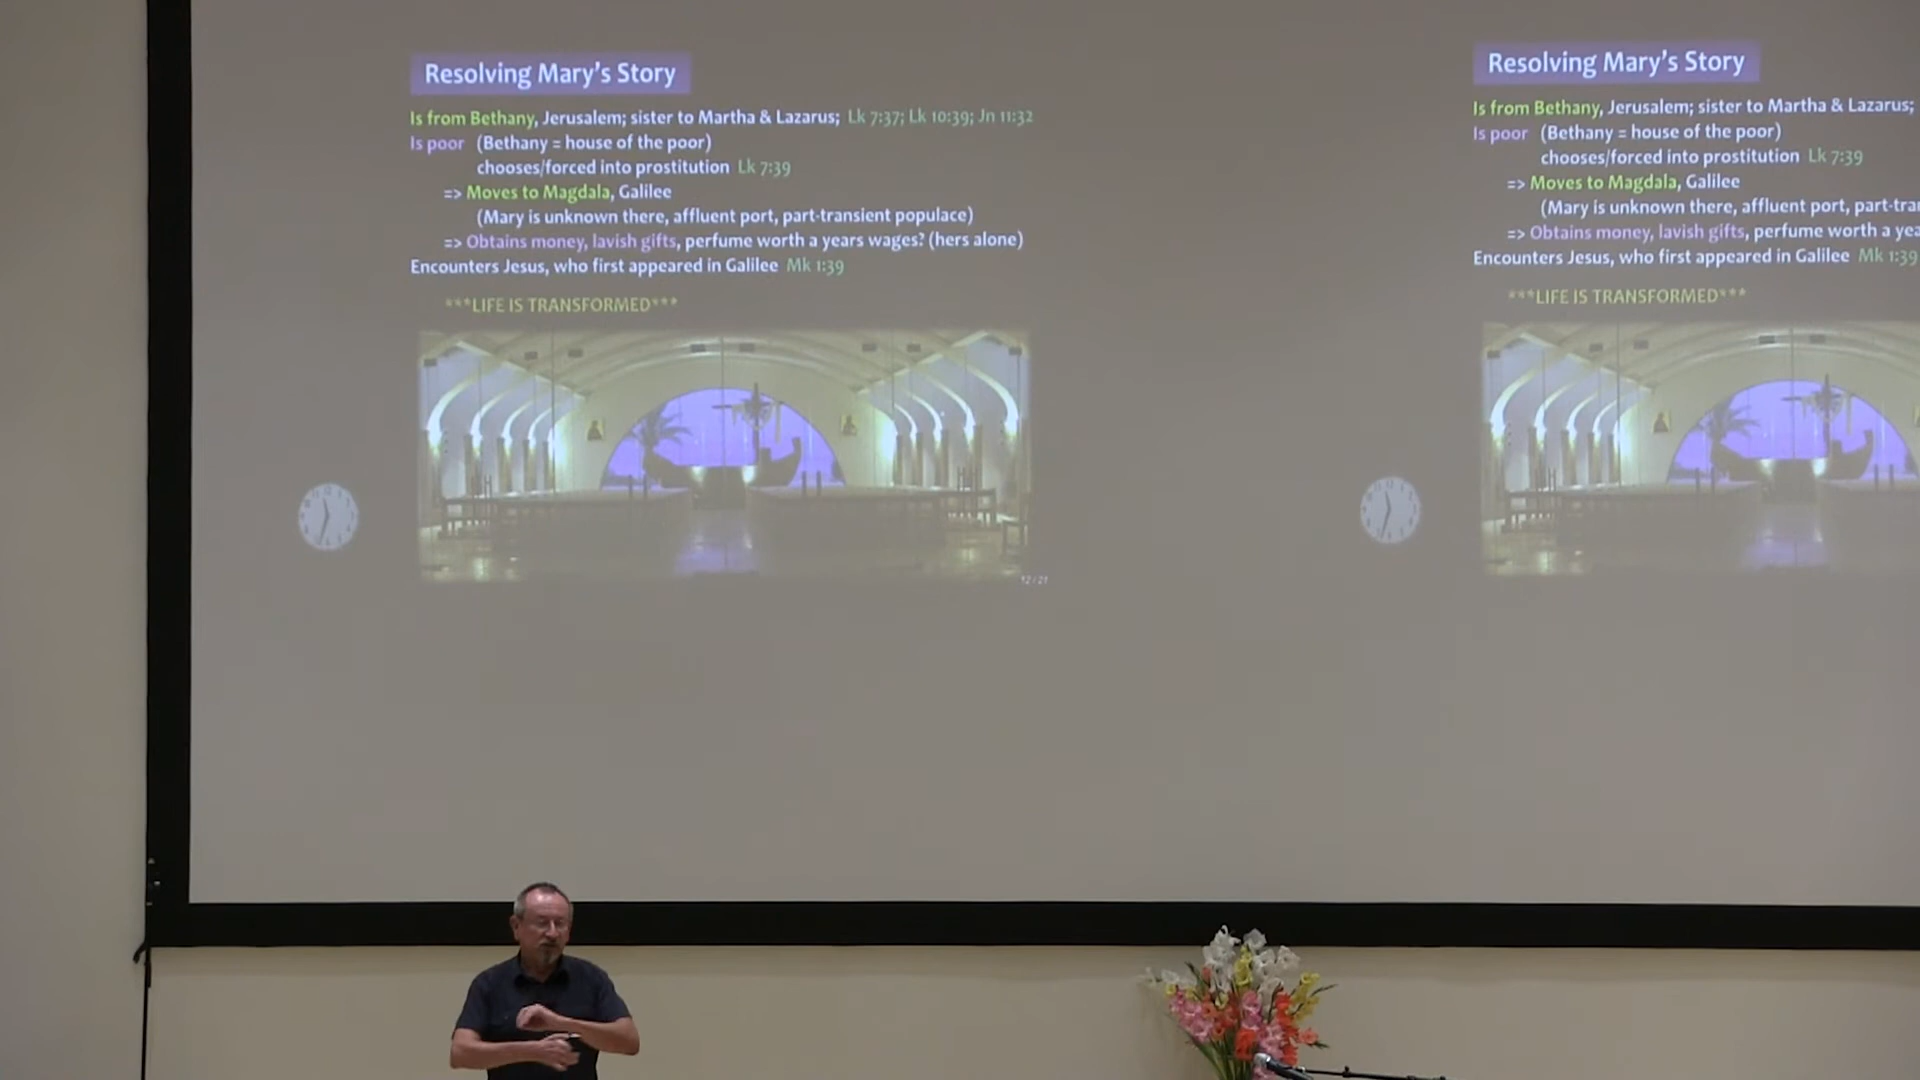 Resolving Mary's Story
Is from Bethany, Jerusalem; sister to Martha & Lazarus; Lk 7:37; Lk 10:39; Jn 11:32
Is poor (Bethany = house of the poor)
chooses/forced into prostitution Lk 7:39
=> Moves to Magdala, Galilee
(Mary is unknown there, affluent port, part-transient populace)
=> Obtains money, lavish gifts, perfume worth a years wages? (hers alone)
Encounters Jesus, who first appeared in Galilee Mk 1:39
***LIFE IS TRANSFORMED***
12/21
Resolving Mary's Story
Is from Bethany, Jerusalem; sister to Martha & Lazarus;
Is poor (Bethany = house of the poor)
chooses/forced into prostitution Lk 7:39
=> Moves to Magdala, Galilee
(Mary is unknown there, affluent port, part-tra
=> Obtains money, lavish gifts, perfume worth a yea
Encounters Jesus, who first appeared in Galilee Mk 1:39
***LIFE IS TRANSFORMED***